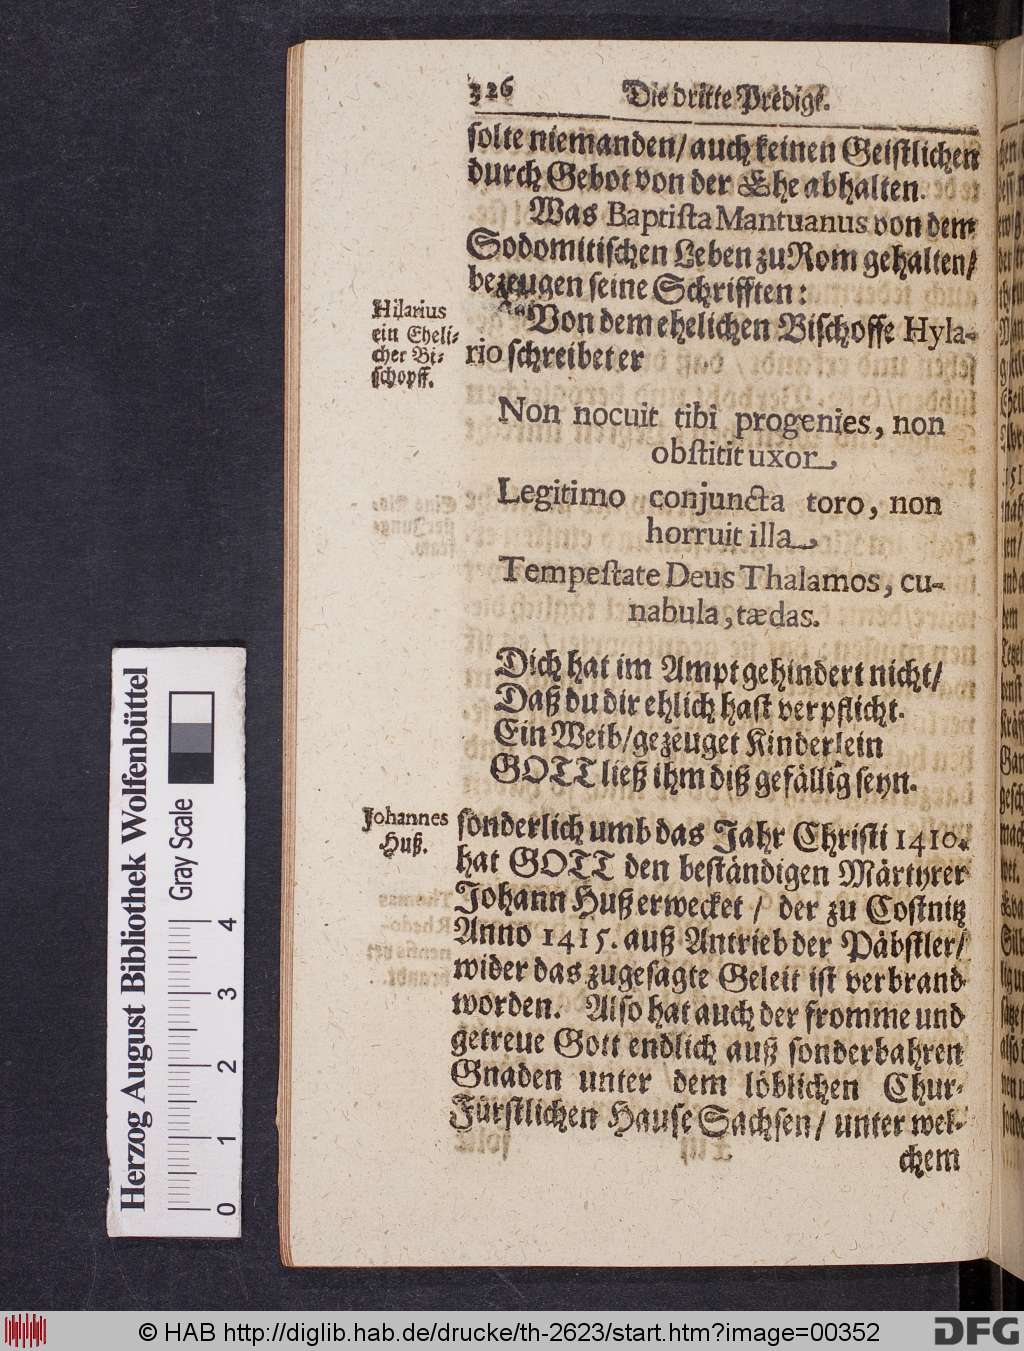 326 Die dritte Predigt.
solte niemanden/ auch keinen Geistlichen
durch Gebot von der Ehe abhalten.
Was Baptista Mantuanus von dem
Sodomitischen Leben zu Rom gehalten/
bezeugen seine Schrifften:
Hilarius
ein Eheli-
cher Bi-
schopff.
Von dem ehelichen Bischoffe Hyla-
rio schreibet er
Non nocuit tibi progenies, non
obstitit uxor
Legitimo conjuncta toro, non
horruit illa
Tempestate Deus Thalamos, cu-
nabula, tædas.
Dich hat im Ampt gehindert nicht/
Daß du dir ehlich hast verpflicht.
Ein Weib/ gezeuget Kinderlein
GOTT ließ ihm diß gefällig seyn.
Johannes
Huß.
sonderlich umb das Jahr Christi 1410.
hat GOTT den beständigen Märtyrer
Johann Huß erwecket / der zu Costnitz
Anno 1415. auß Antrieb der Päbstler/
wider das zugesagte Geleit ist verbrand
worden. Also hat auch der fromme und
getreue Gott endlich auß sonderbahren
Gnaden unter dem löblichen Chur-
Fürstlichen Hause Sachsen/ unter wel-
chem
Herzog August Bibliothek Wolfenbüttel
Gray Scale
0 1 2 3 4
© HAB http://diglib.hab.de/drucke/th-2623/start.htm?image=00352
DFG